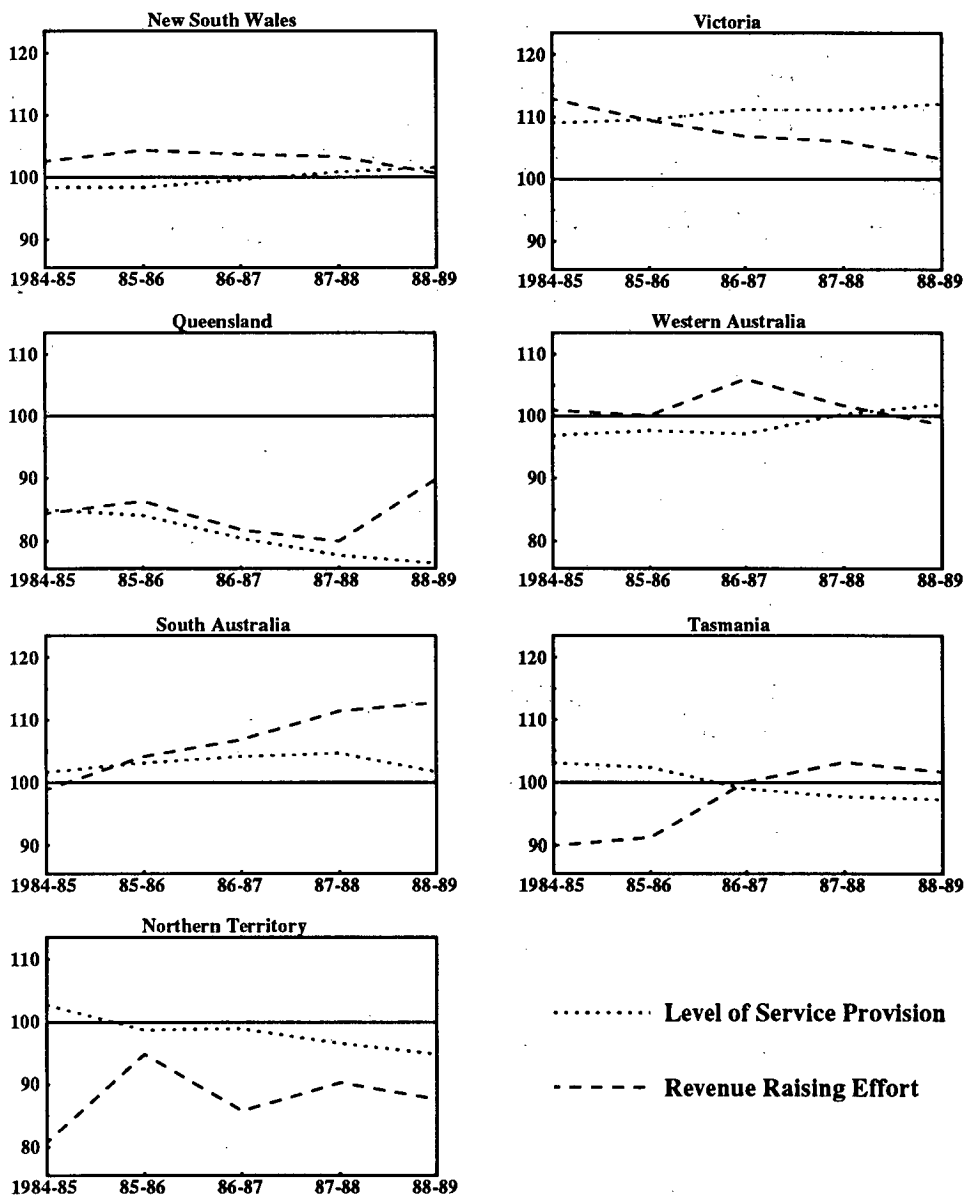 New South Wales
120
110
100
90
1984-85 85-86 86-87 87-88 88-89
Victoria
120
110
100
90
1984-85 85-86 86-87 87-88 88-89
Queensland
110
100
90
80
1984-85 85-86 86-87 87-88 88-89
Western Australia
110
100
90
80
1984-85 85-86 86-87 87-88 88-89
South Australia
120
110
100
90
1984-85 85-86 86-87 87-88 88-89
Tasmania
120
110
100
90
1984-85 85-86 86-87 87-88 88-89
Northern Territory
110
100
90
80
1984-85 85-86 86-87 87-88 88-89
Level of Service Provision
Revenue Raising Effort